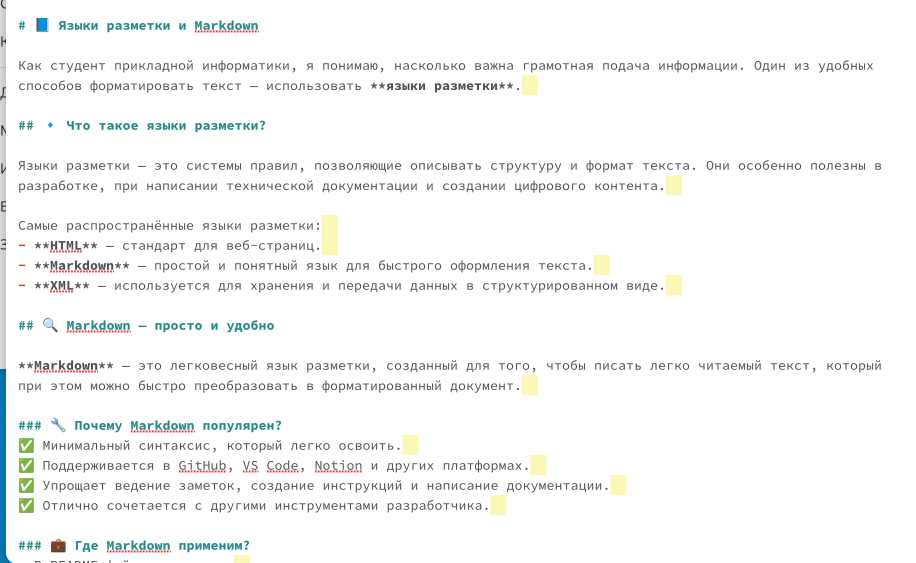 # 📘 Языки разметки и Markdown
Как студент прикладной информатики, я понимаю, насколько важна грамотная подача информации. Один из удобных
способов форматировать текст — использовать **языки разметки**.
## 🔹 Что такое языки разметки?
Языки разметки — это системы правил, позволяющие описывать структуру и формат текста. Они особенно полезны в
разработке, при написании технической документации и создании цифрового контента.
Самые распространённые языки разметки:
- **HTML** — стандарт для веб-страниц.
- **Markdown** — простой и понятный язык для быстрого оформления текста.
- **XML** — используется для хранения и передачи данных в структурированном виде.
## 🔍 Markdown — просто и удобно
**Markdown** — это легковесный язык разметки, созданный для того, чтобы писать легко читаемый текст, который
при этом можно быстро преобразовать в форматированный документ.
### 🔧 Почему Markdown популярен?
✅ Минимальный синтаксис, который легко освоить.
✅ Поддерживается в GitHub, VS Code, Notion и других платформах.
✅ Упрощает ведение заметок, создание инструкций и написание документации.
✅ Отлично сочетается с другими инструментами разработчика.
### 💼 Где Markdown применим?